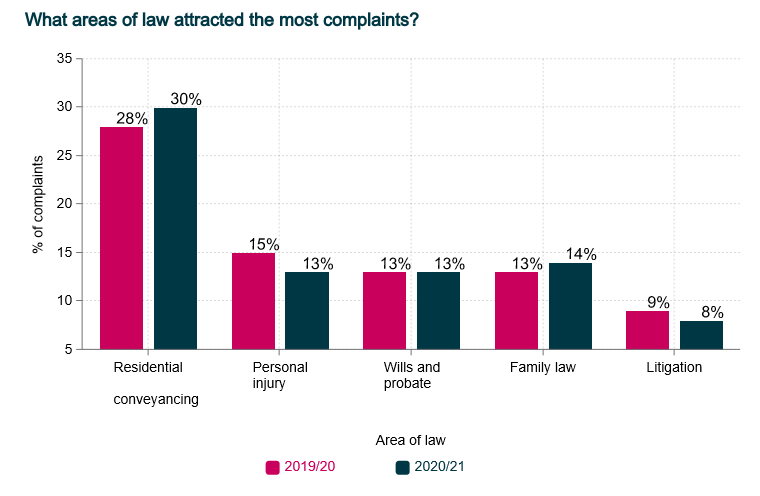 What areas of law attracted the most complaints?
% of complaints
35
30
25
20
15
10
5
28%
30%
15%
13%
13%
13%
13%
14%
9%
8%
Residential
conveyancing
Personal
injury
Wills and
probate
Family law
Litigation
Area of law
2019/20
2020/21